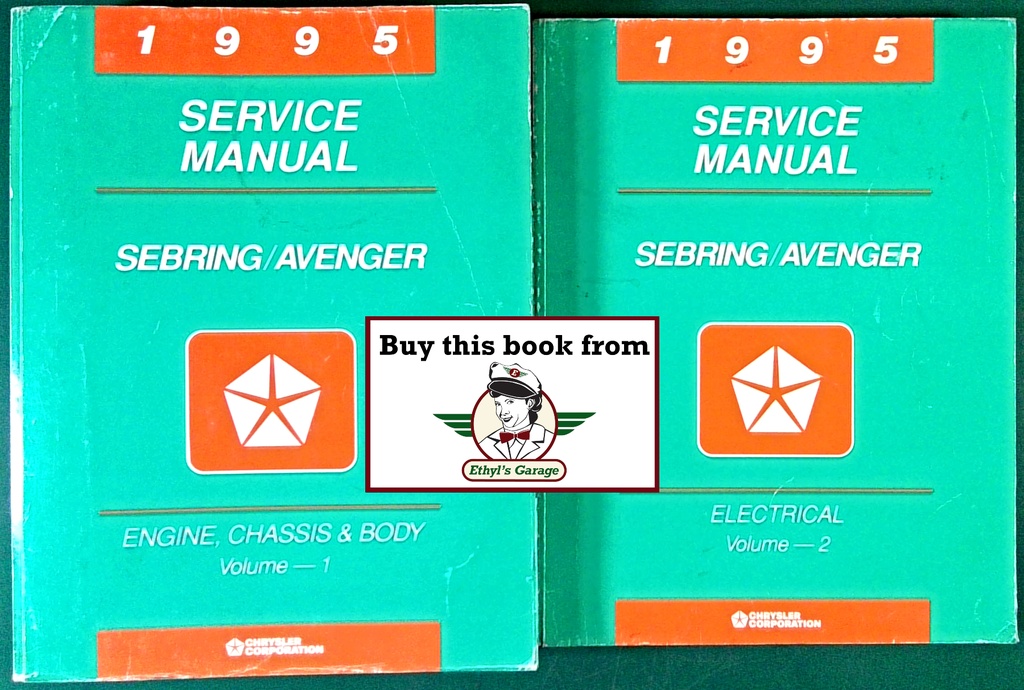 1 9 9 5
SERVICE
MANUAL
SEBRING/AVENGER
ENGINE, CHASSIS & BODY
Volume — 1
CHRYSLER
CORPORATION
1 9 9 5
SERVICE
MANUAL
SEBRING/AVENGER
ELECTRICAL
Volume — 2
CHRYSLER
CORPORATION
Buy this book from
E
Ethyl's Garage